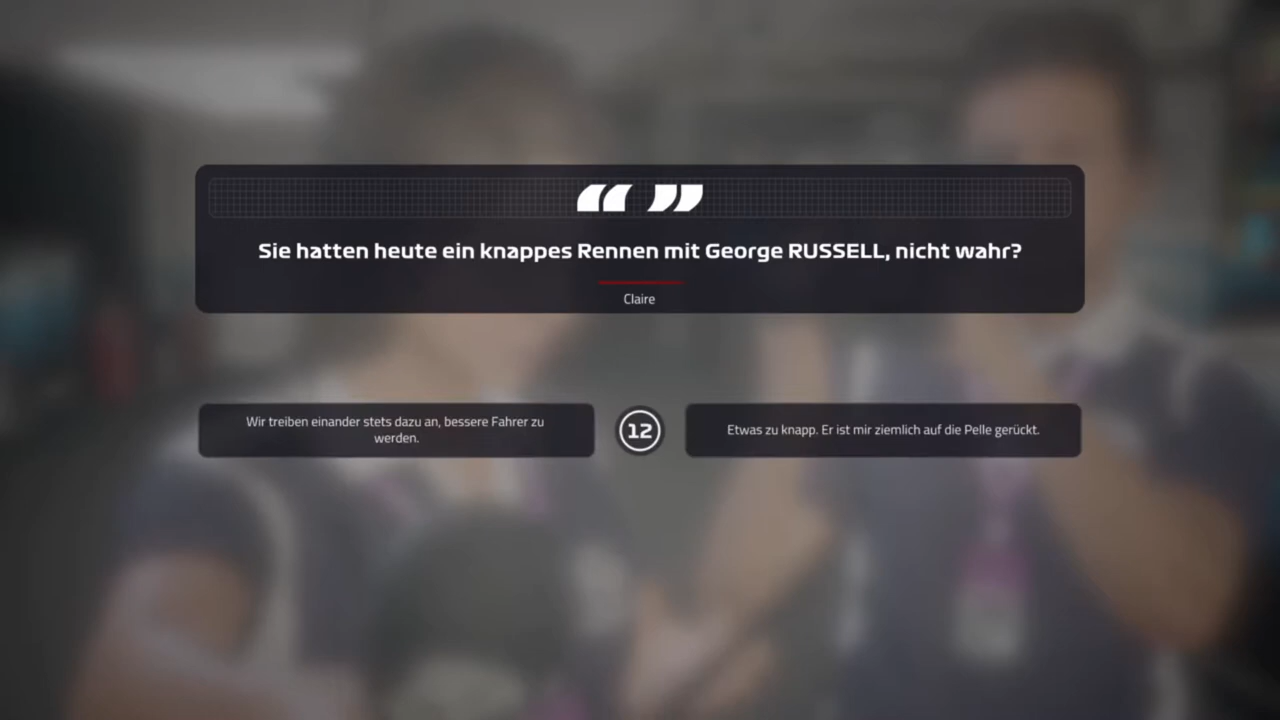 “ ”
Sie hatten heute ein knappes Rennen mit George RUSSELL, nicht wahr?
Claire
Wir treiben einander stets dazu an, bessere Fahrer zu
werden.
12
Etwas zu knapp. Er ist mir ziemlich auf die Pelle gerückt.